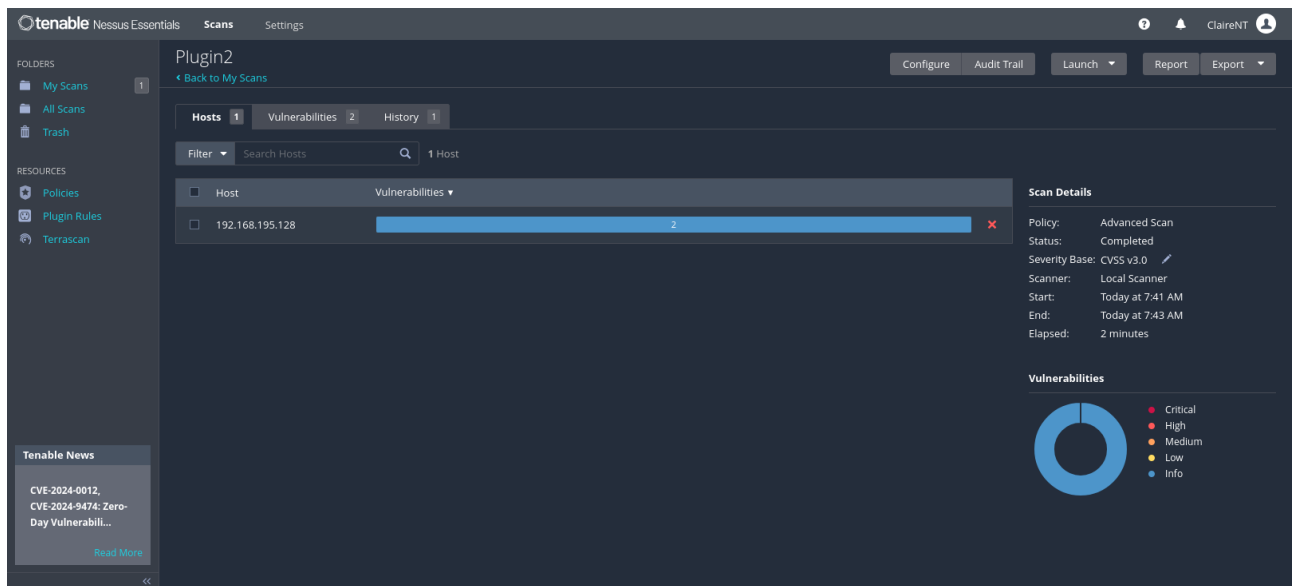 tenable Nessus Essentials Scans Settings ClaireNT
FOLDERS
My Scans 1
All Scans
Trash
RESOURCES
Policies
Plugin Rules
Terrascan
Tenable News
CVE-2024-0012,
CVE-2024-9474: Zero-
Day Vulnerabili...
Read More
Plugin2
Back to My Scans
Configure Audit Trail Launch Report Export
Hosts 1 Vulnerabilities 2 History 1
Filter Search Hosts 1 Host
Host Vulnerabilities
192.168.195.128 2
Scan Details
Policy: Advanced Scan
Status: Completed
Severity Base: CVSS v3.0
Scanner: Local Scanner
Start: Today at 7:41 AM
End: Today at 7:43 AM
Elapsed: 2 minutes
Vulnerabilities
Critical
High
Medium
Low
Info